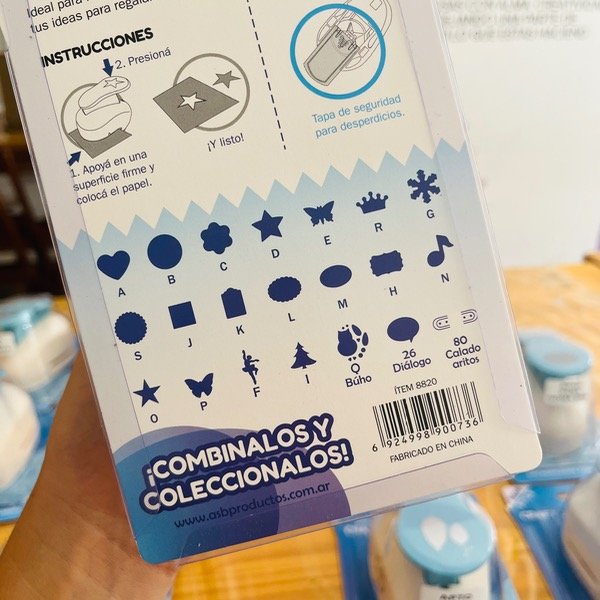 Ideal para
tus ideas para regala
INSTRUCCIONES
2. Presioná
1. Apoyá en una
superficie firme y
colocá el papel.
¡Y listo!
Tapa de seguridad
para desperdicios.
A B C D E R G
S J K L M H N
O P F I Q 26 80
Búho Diálogo Calado
aritos
ÍTEM 8820
6 924998 900736
FABRICADO EN CHINA
¡COMBINALOS Y
COLECCIONALOS!
www.asbproductos.com.ar